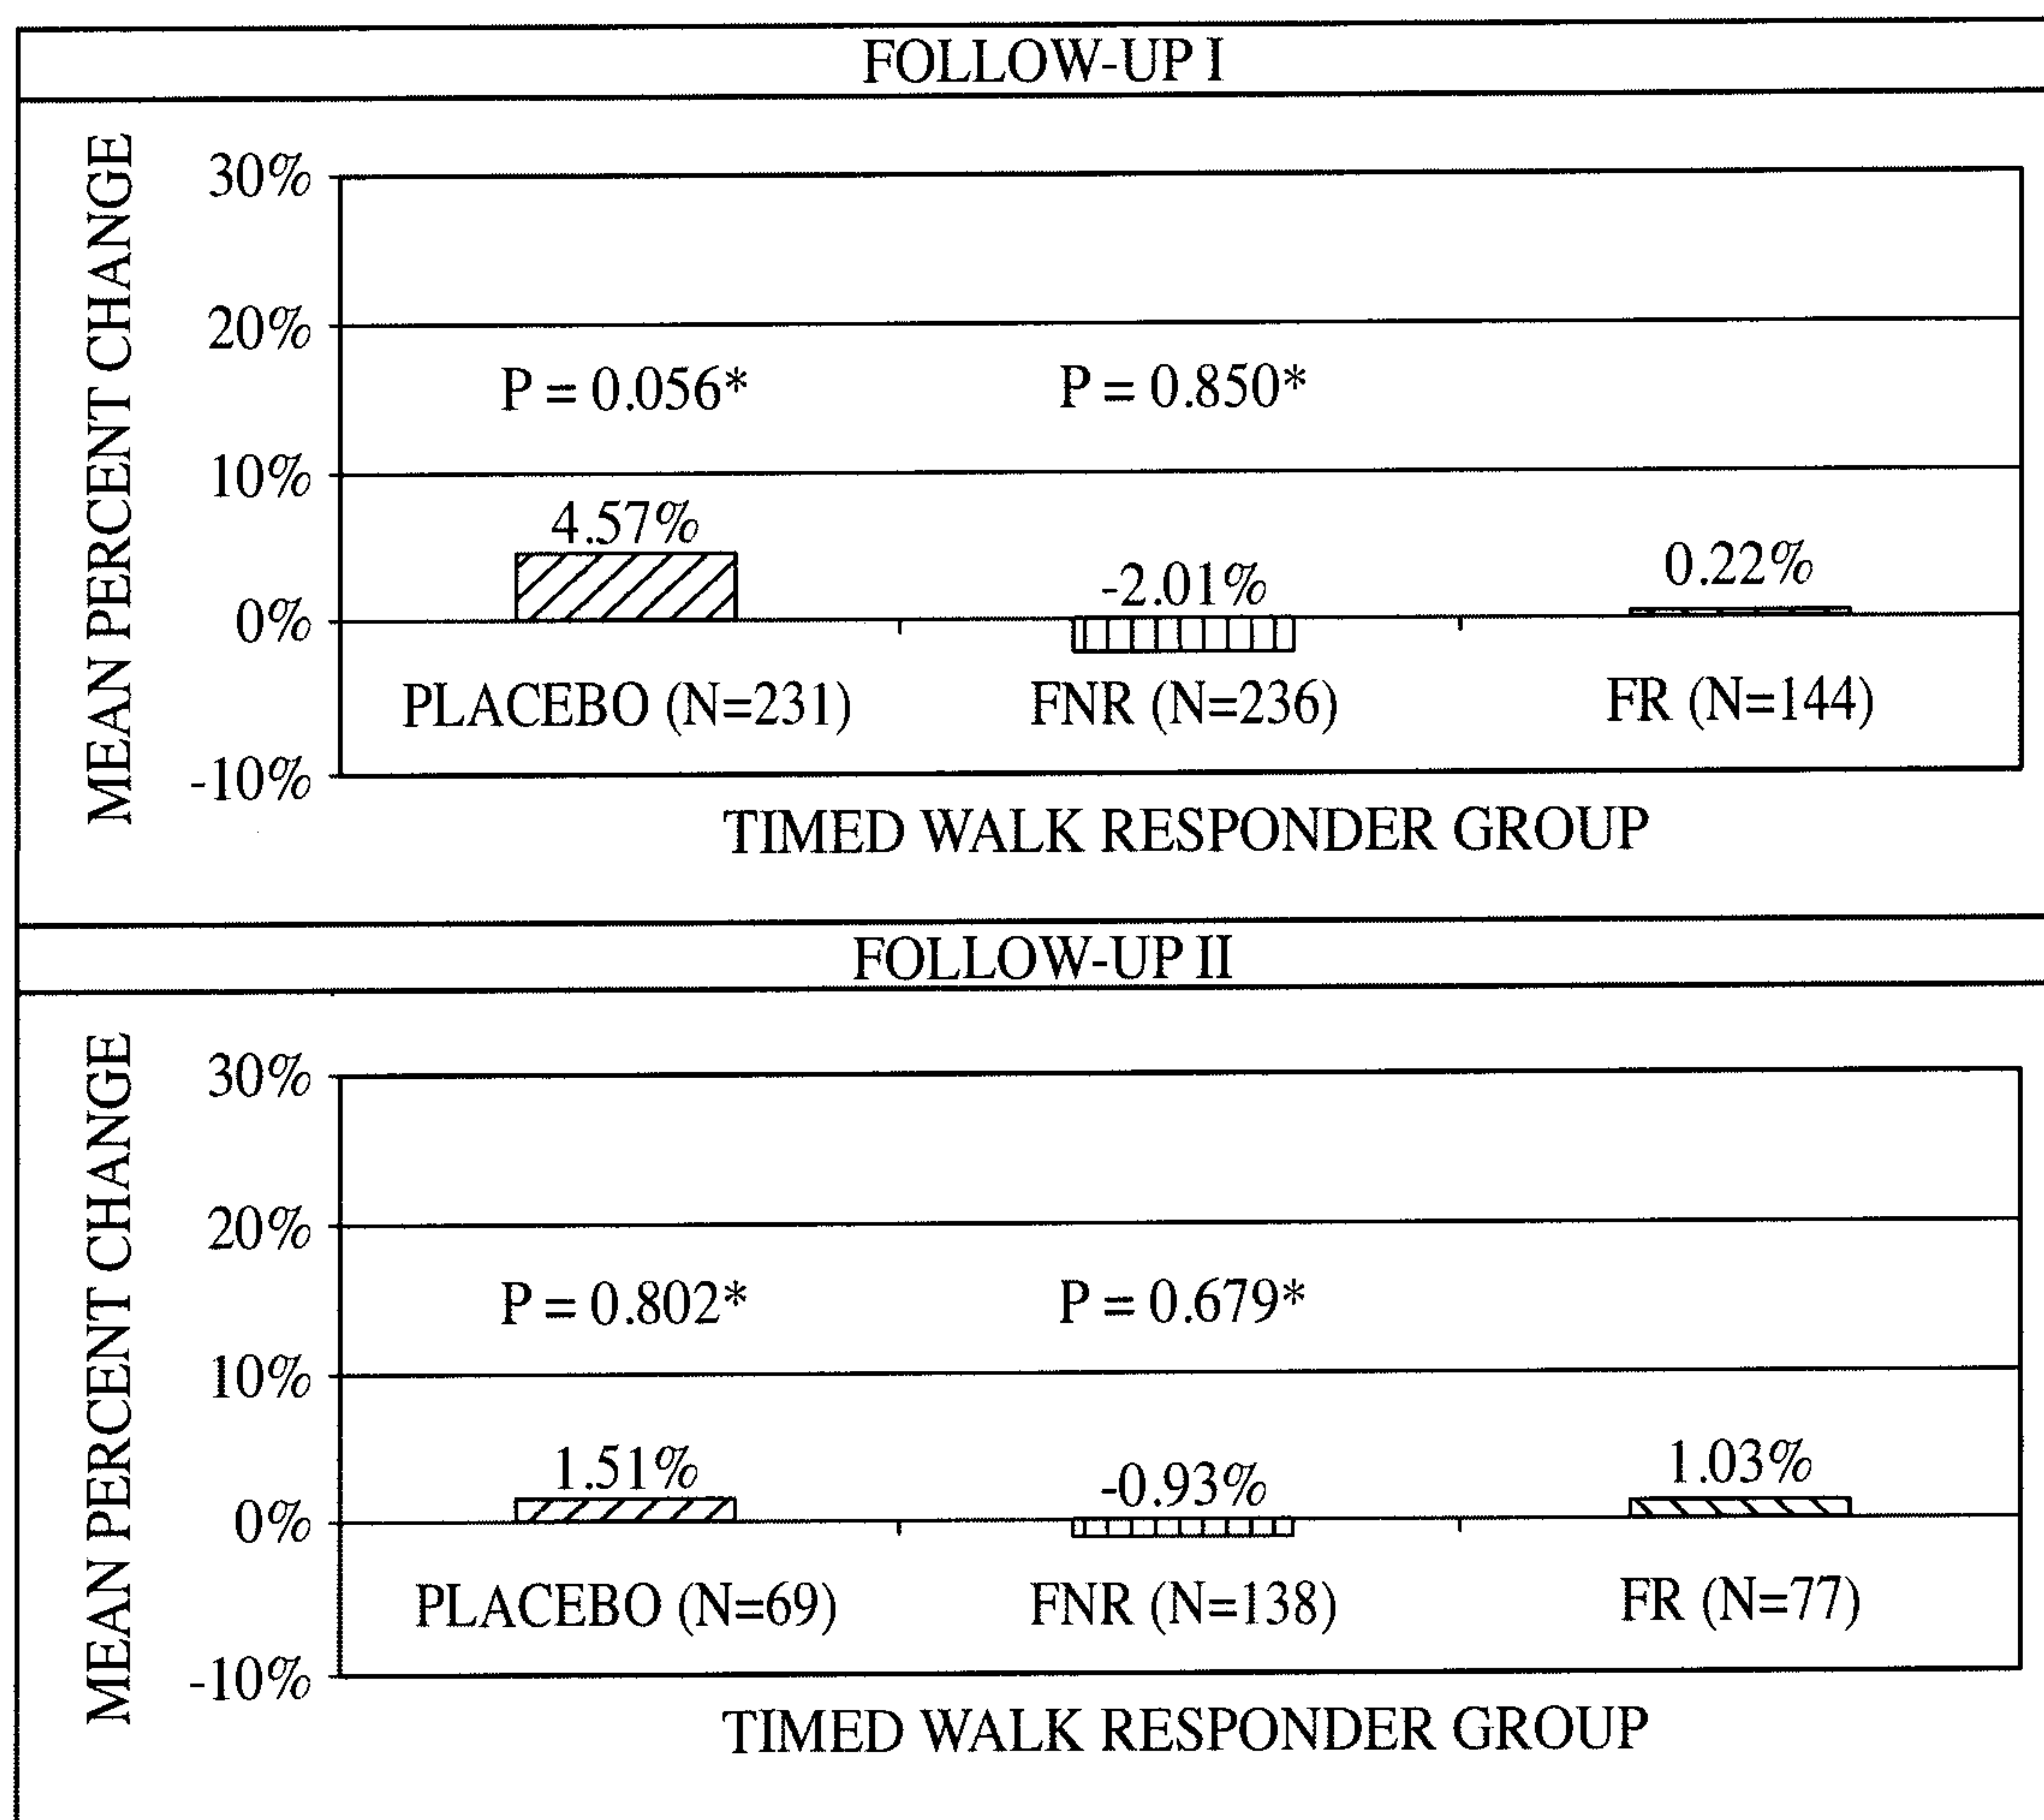 FOLLOW-UP I
MEAN PERCENT CHANGE
30%
20%
P = 0.056* P = 0.850*
10%
4.57% -2.01% 0.22%
0%
PLACEBO (N=231) FNR (N=236) FR (N=144)
-10%
TIMED WALK RESPONDER GROUP
FOLLOW-UP II
MEAN PERCENT CHANGE
30%
20%
P = 0.802* P = 0.679*
10%
1.51% -0.93% 1.03%
0%
PLACEBO (N=69) FNR (N=138) FR (N=77)
-10%
TIMED WALK RESPONDER GROUP